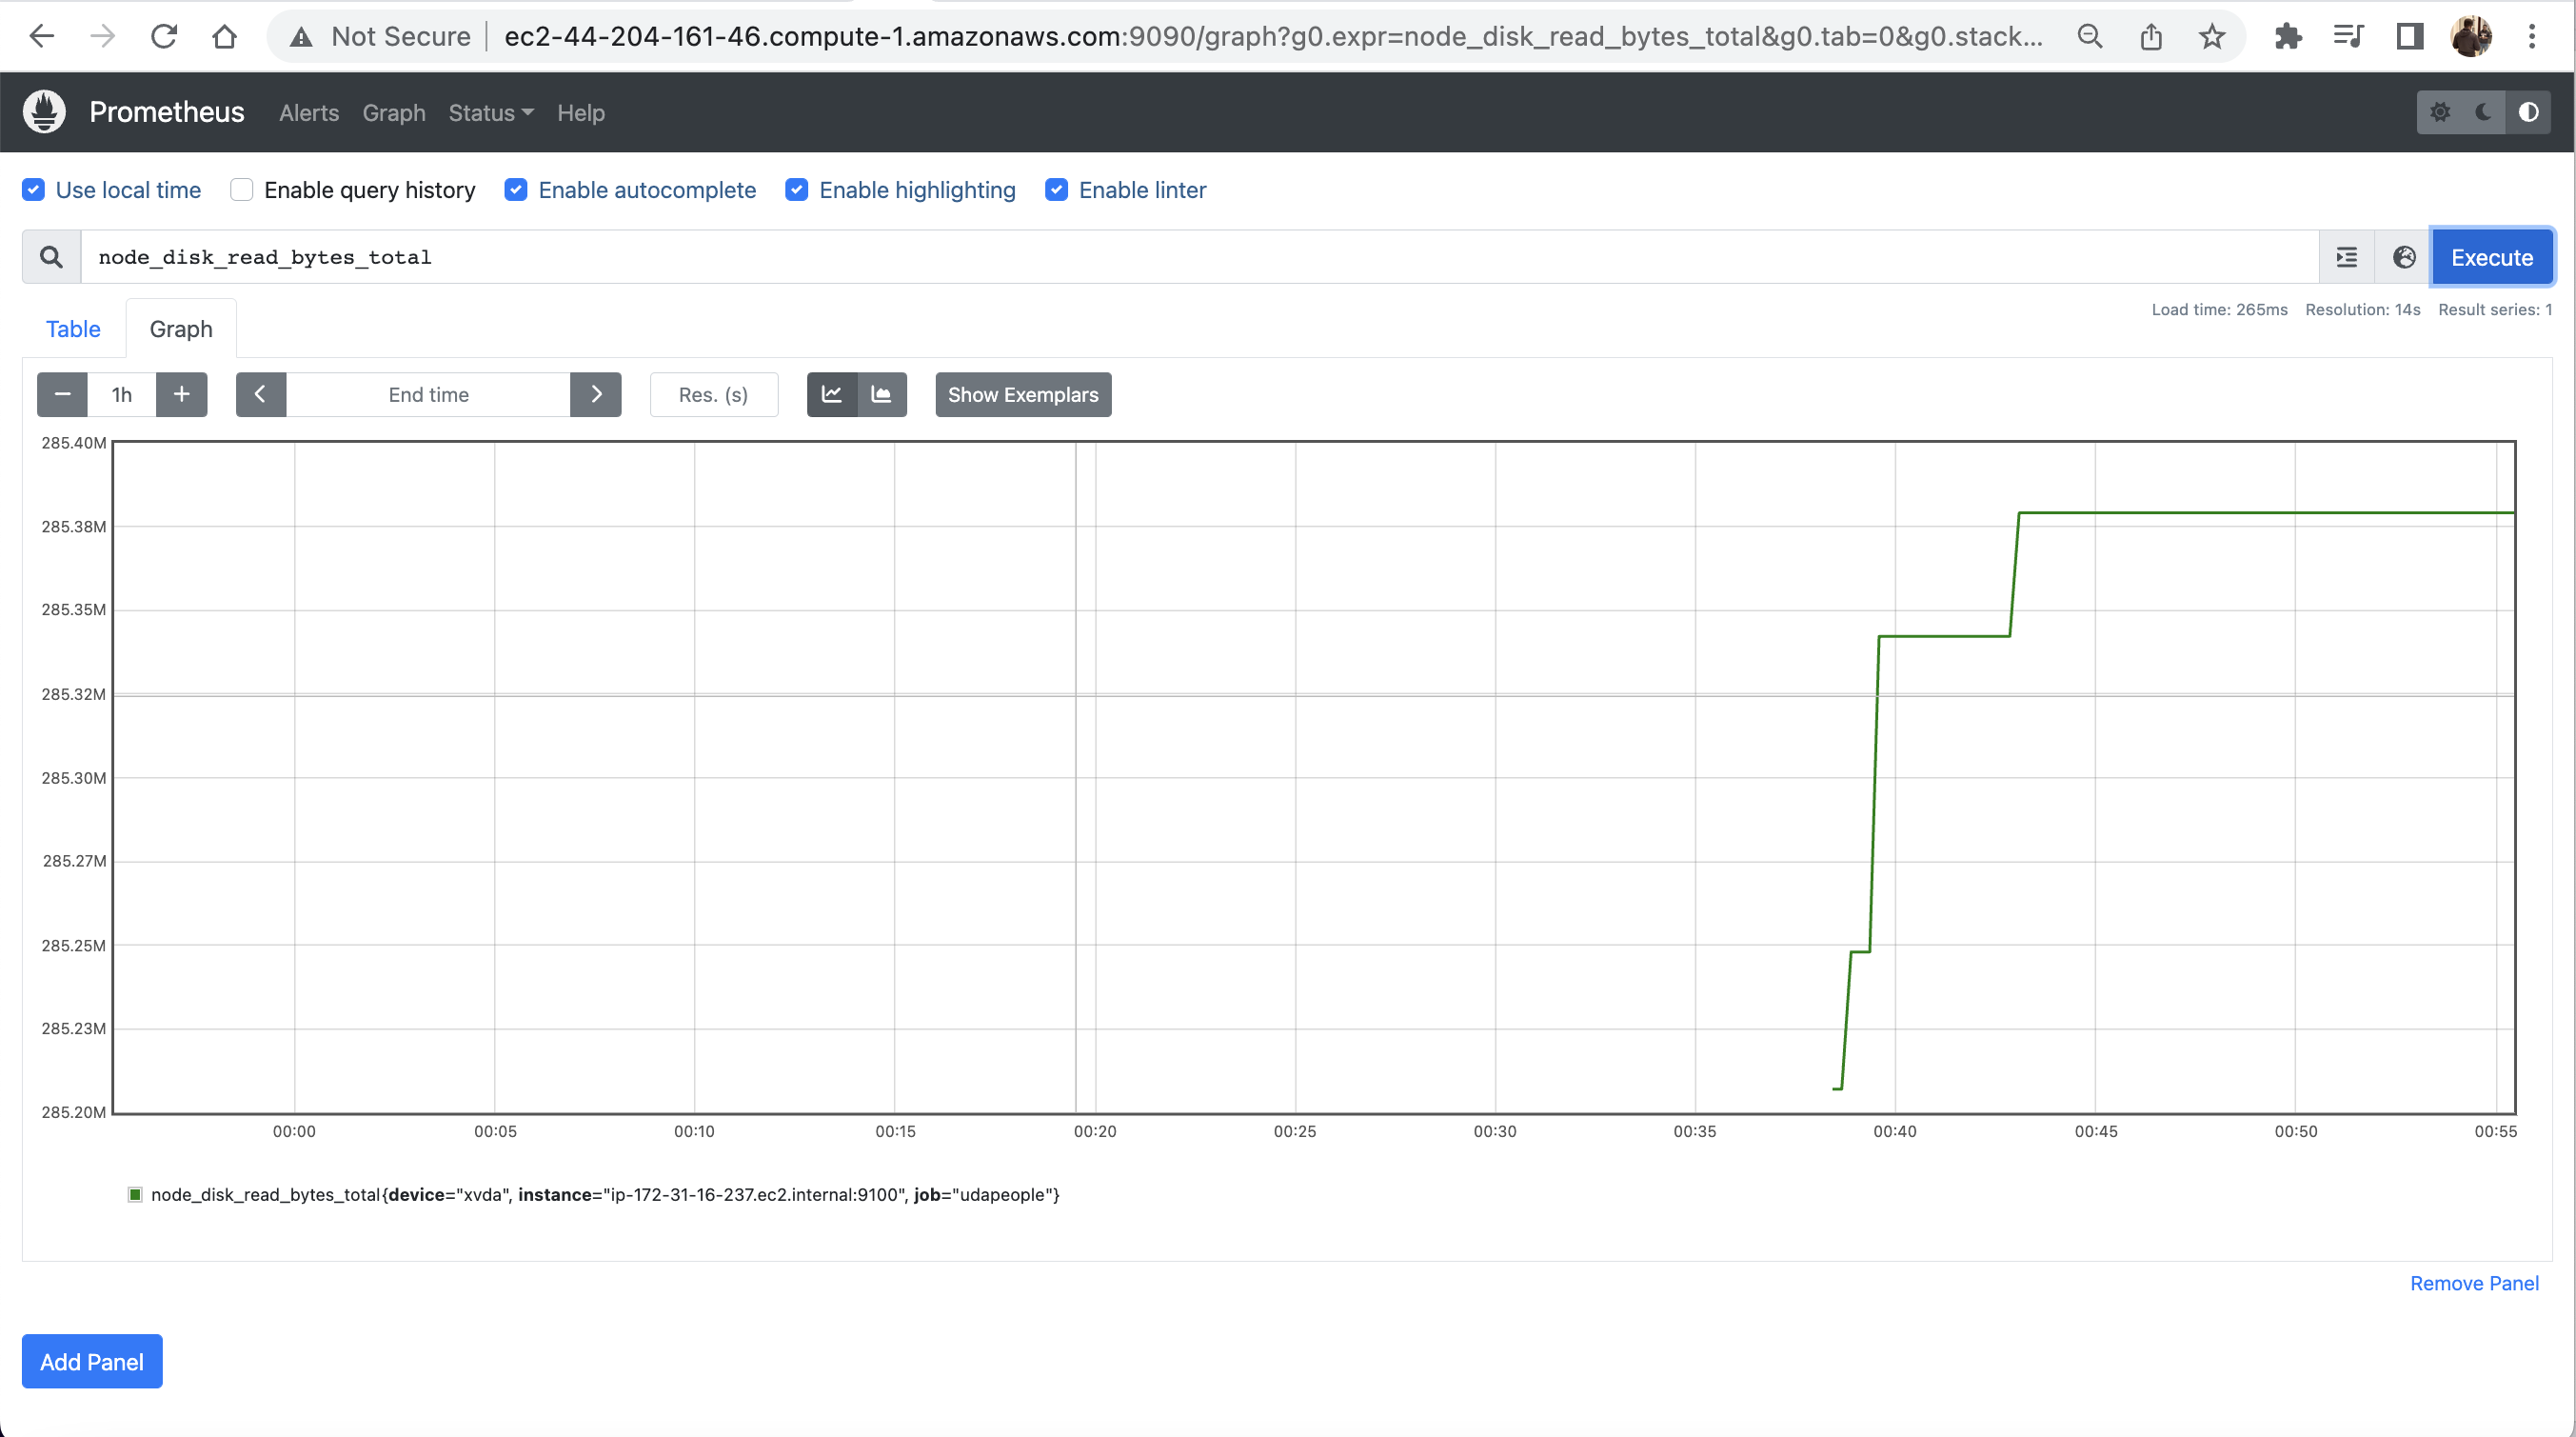 Not Secure ec2-44-204-161-46.compute-1.amazonaws.com:9090/graph?g0.expr=node_disk_read_bytes_total&g0.tab=0&g0.stack...
Prometheus Alerts Graph Status Help
Use local time Enable query history Enable autocomplete Enable highlighting Enable linter
node_disk_read_bytes_total Execute
Load time: 265ms Resolution: 14s Result series: 1
Table Graph
1h End time Res. (s) Show Exemplars
285.40M
285.38M
285.35M
285.32M
285.30M
285.27M
285.25M
285.23M
285.20M
00:00 00:05 00:10 00:15 00:20 00:25 00:30 00:35 00:40 00:45 00:50 00:55
node_disk_read_bytes_total{device="xvda", instance="ip-172-31-16-237.ec2.internal:9100", job="udapeople"}
Remove Panel
Add Panel